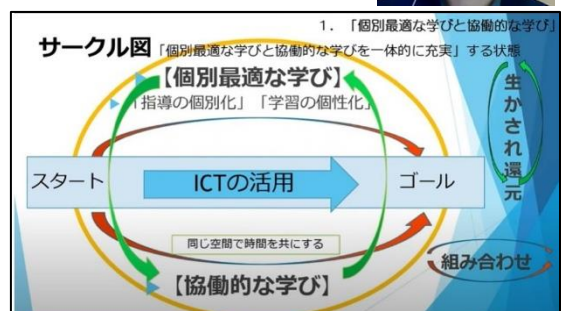 1．「個別最適な学びと協働的な学び」
サークル図「個別最適な学びと協働的な学びを一体的に充実」する状態
【個別最適な学び】
「指導の個別化」「学習の個性化」
スタート
ICTの活用
ゴール
同じ空間で時間を共にする
【協働的な学び】
生かされ還元
組み合わせ